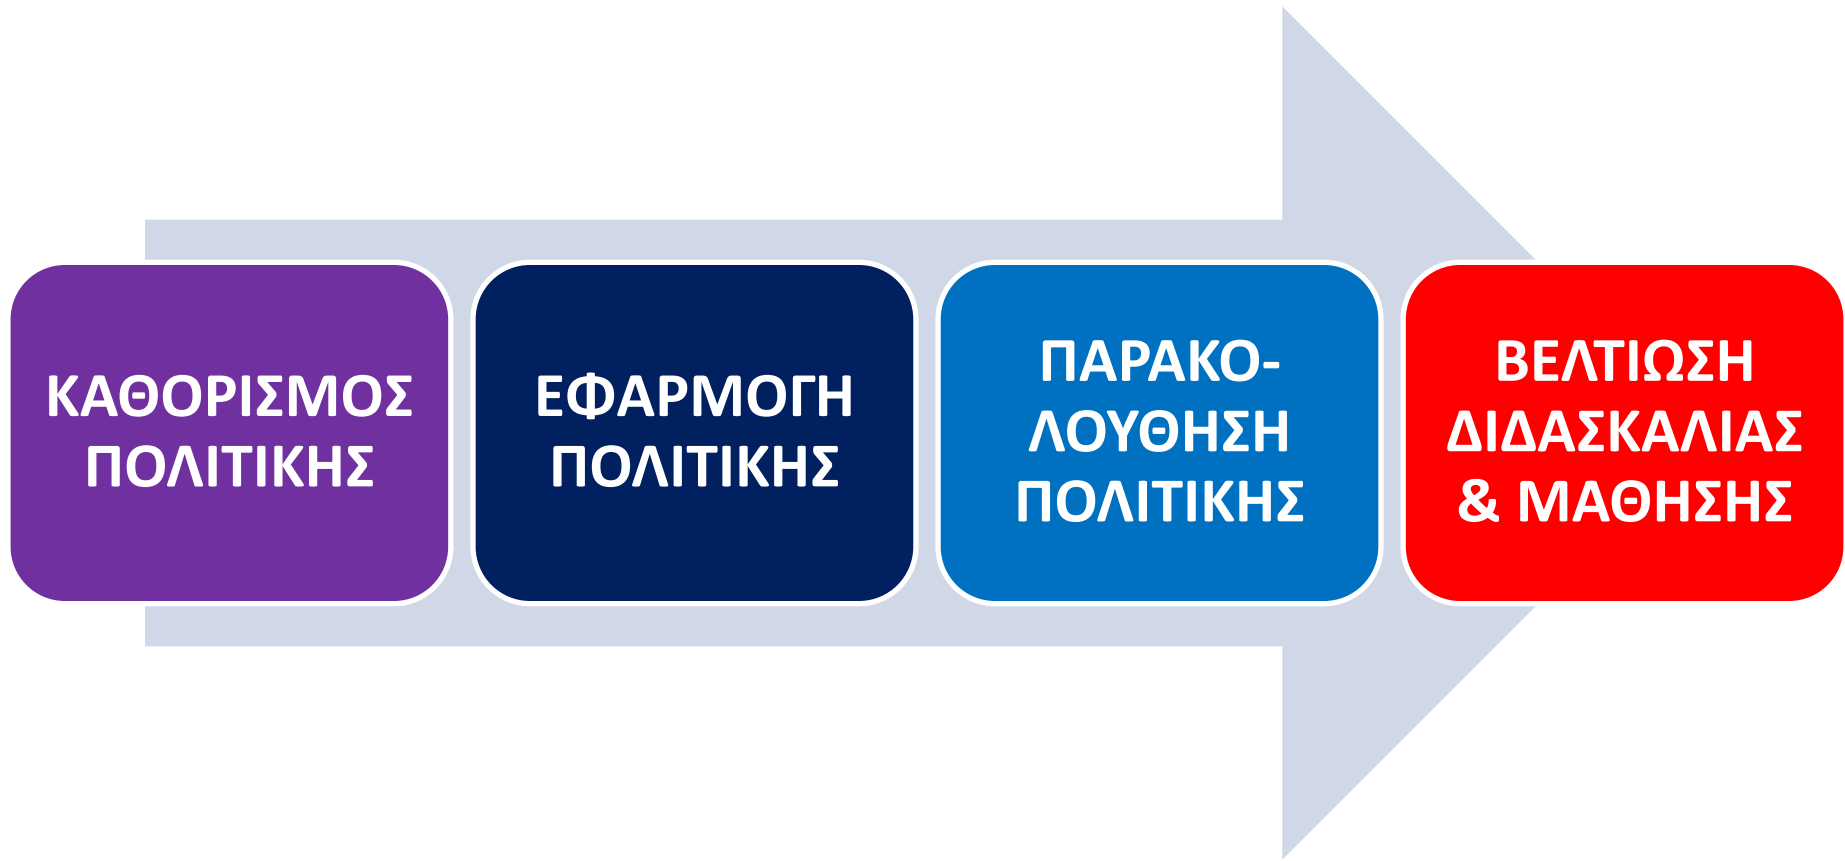 ΚΑΘΟΡΙΣΜΟΣ
ΠΟΛΙΤΙΚΗΣ
ΕΦΑΡΜΟΓΗ
ΠΟΛΙΤΙΚΗΣ
ΠΑΡΑΚΟ-
ΛΟΥΘΗΣΗ
ΠΟΛΙΤΙΚΗΣ
ΒΕΛΤΙΩΣΗ
ΔΙΔΑΣΚΑΛΙΑΣ
& ΜΑΘΗΣΗΣ